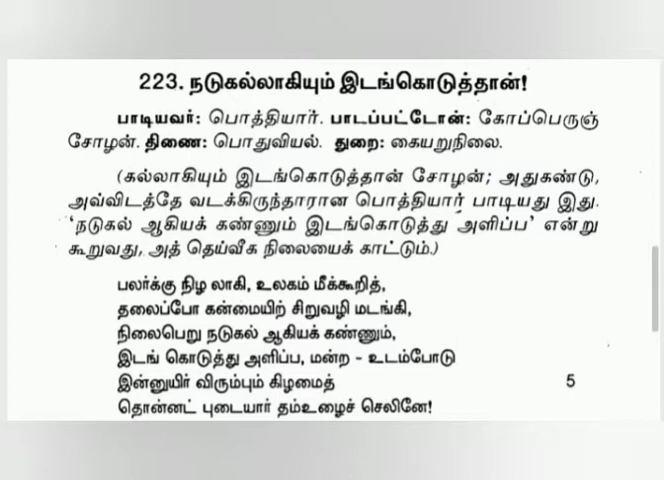 223. நடுகல்லாகியும் இடங்கொடுத்தான்!
பாடியவர்: பொத்தியார். பாடப்பட்டோன்: கோப்பெருஞ்
சோழன். திணை: பொதுவியல். துறை: கையறுநிலை.
(கல்லாகியும் இடங்கொடுத்தான் சோழன்; அதுகண்டு,
அவ்விடத்தே வடக்கிருந்தாரான பொத்தியார் பாடியது இது.
'நடுகல் ஆகியக் கண்ணும் இடங்கொடுத்து அளிப்ப' என்று
கூறுவது, அத் தெய்வீக நிலையைக் காட்டும்.)
பலர்க்கு நிழ லாகி, உலகம் மீக்கூறித்,
தலைப்போ கன்மையிற் சிறுவழி மடங்கி,
நிலைபெறு நடுகல் ஆகியக் கண்ணும்,
இடங் கொடுத்து அளிப்ப, மன்ற - உடம்போடு
இன்னுயிர் விரும்பும் கிழமைத் 5
தொன்னட் புடையார் தம்உழைச் செலினே!